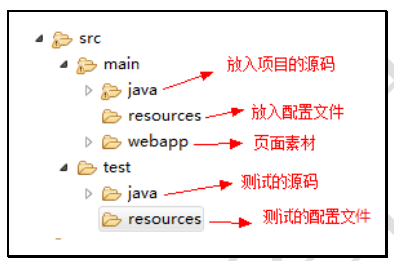 src
main
java 放入项目的源码
resources 放入配置文件
webapp 页面素材
test
java 测试的源码
resources 测试的配置文件